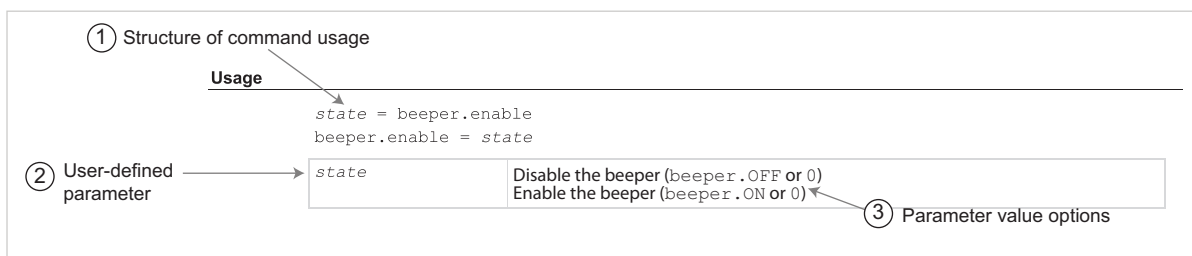 1 Structure of command usage
Usage
state = beeper.enable
beeper.enable = state
2 User-defined
parameter
state
Disable the beeper (beeper.OFF or 0)
Enable the beeper (beeper.ON or 0)
3 Parameter value options